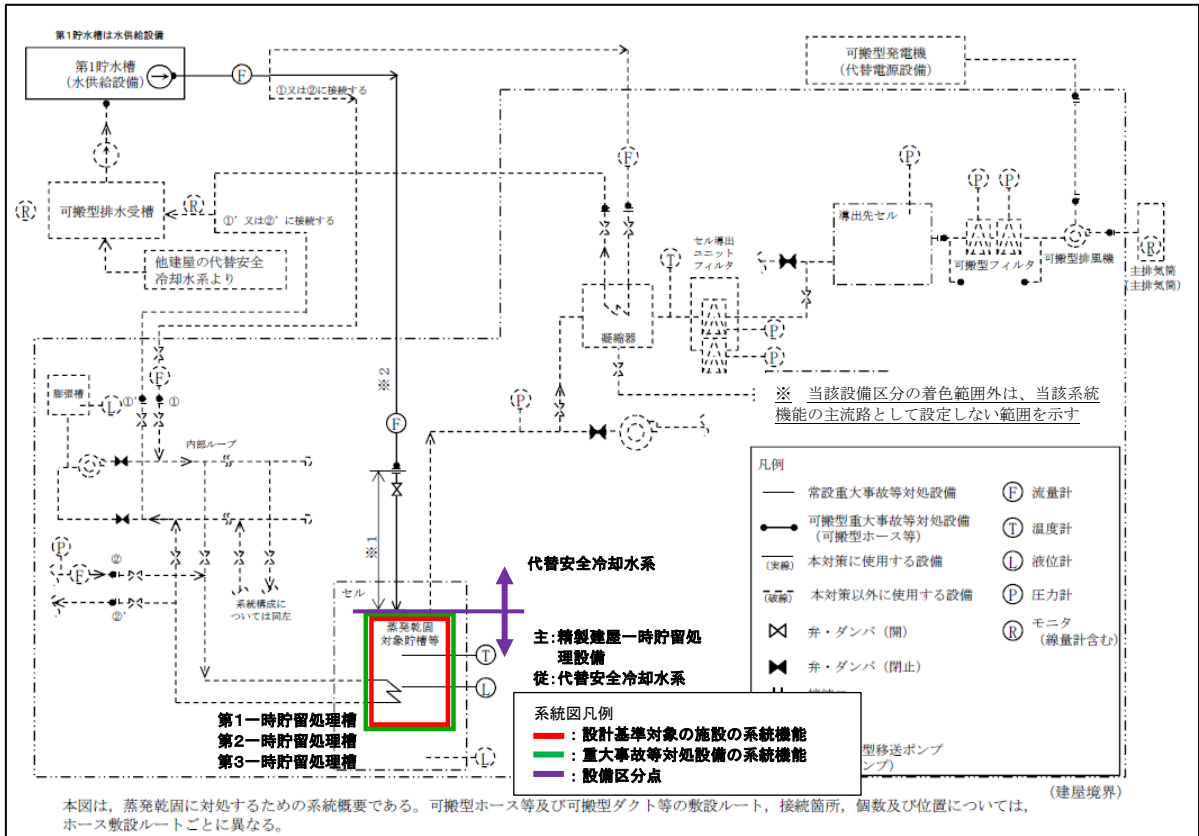 第1貯水槽は水供給設備
第1貯水槽
(水供給設備)
F
①又は②に接続する
可搬型発電機
(代替電源設備)
F
P
P
P
R
可搬型排水受槽
R
①' 又は②' に接続する
他建屋の代替安全
冷却水系より
導出先セル
セル導出
ユニット
フィルタ
T
可搬型フィルタ
可搬型排風機
R
主排気筒
(主排気筒)
凝縮器
P
P
※2
膨張槽
L
①'
F
①
P
F
※ 当該設備区分の着色範囲外は、当該系統
機能の主流路として設定しない範囲を示す
内部ループ
※1
P
F
②
②'
系統構成に
ついては同左
凡例
常設重大事故等対処設備
可搬型重大事故等対処設備
(可搬型ホース等)
(実線)
本対策に使用する設備
(破線)
本対策以外に使用する設備
弁・ダンパ(開)
弁・ダンパ(閉止)
F 流量計
T 温度計
L 液位計
P 圧力計
R モニタ
(線量計含む)
代替安全冷却水系
セル
蒸発乾固
対象貯槽等
T
L
主:精製建屋一時貯留処
理設備
従:代替安全冷却水系
第1一時貯留処理槽
第2一時貯留処理槽
第3一時貯留処理槽
L
系統図凡例
:設計基準対象の施設の系統機能
:重大事故等対処設備の系統機能
:設備区分点
型移送ポンプ
ンプ)
(建屋境界)
本図は,蒸発乾固に対処するための系統概要である。可搬型ホース等及び可搬型ダクト等の敷設ルート,接続箇所,個数及び位置については,
ホース敷設ルートごとに異なる。